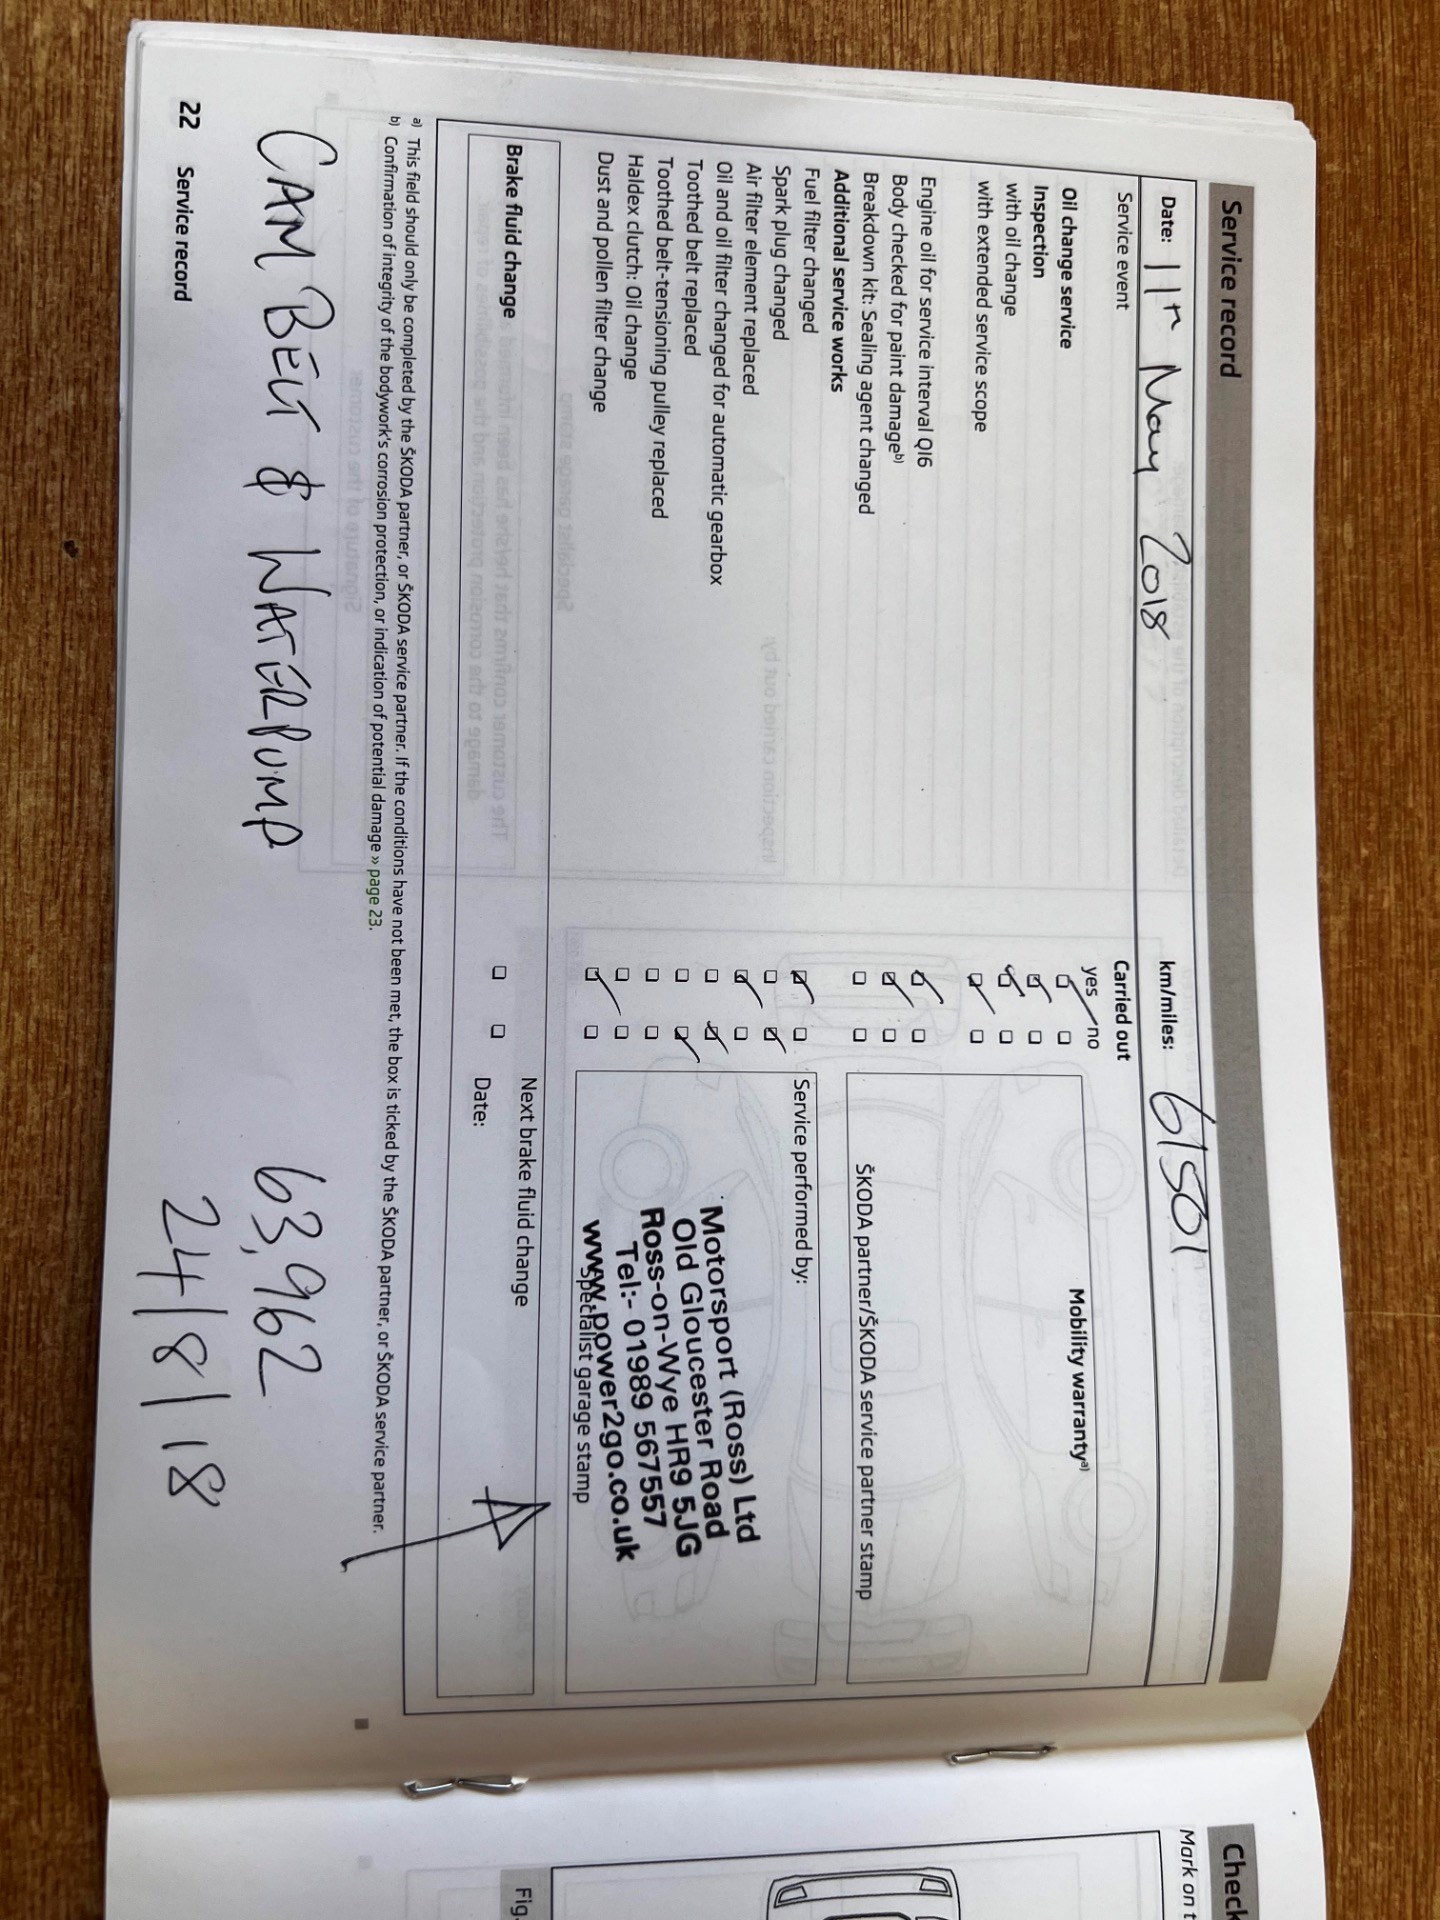 Service record
Date: 11th May 2018 km/miles: 61501
Service event Carried out
yes no
Oil change service
Inspection
with oil change
with extended service scope
Engine oil for service interval QI6
Body checked for paint damage b)
Breakdown kit: Sealing agent changed
Additional service works
Fuel filter changed
Spark plug changed
Air filter element replaced
Oil and oil filter changed for automatic gearbox
Toothed belt replaced
Toothed belt-tensioning pulley replaced
Haldex clutch: Oil change
Dust and pollen filter change
Mobility warranty a)
ŠKODA partner/ŠKODA service partner stamp
Service performed by:
Motorsport (Ross) Ltd
Old Gloucester Road
Ross-on-Wye HR9 5JG
Tel:- 01989 567557
www.power2go.co.uk
Specialist garage stamp
Brake fluid change
Next brake fluid change
Date:
a) This field should only be completed by the ŠKODA partner, or ŠKODA service partner. If the conditions have not been met, the box is ticked by the ŠKODA partner, or ŠKODA service partner.
b) Confirmation of integrity of the bodywork's corrosion protection, or indication of potential damage » page 23.
CAM BELT & WATERPUMP 63,962
24/8/18
22 Service record
Check
Mark on t
Fig.